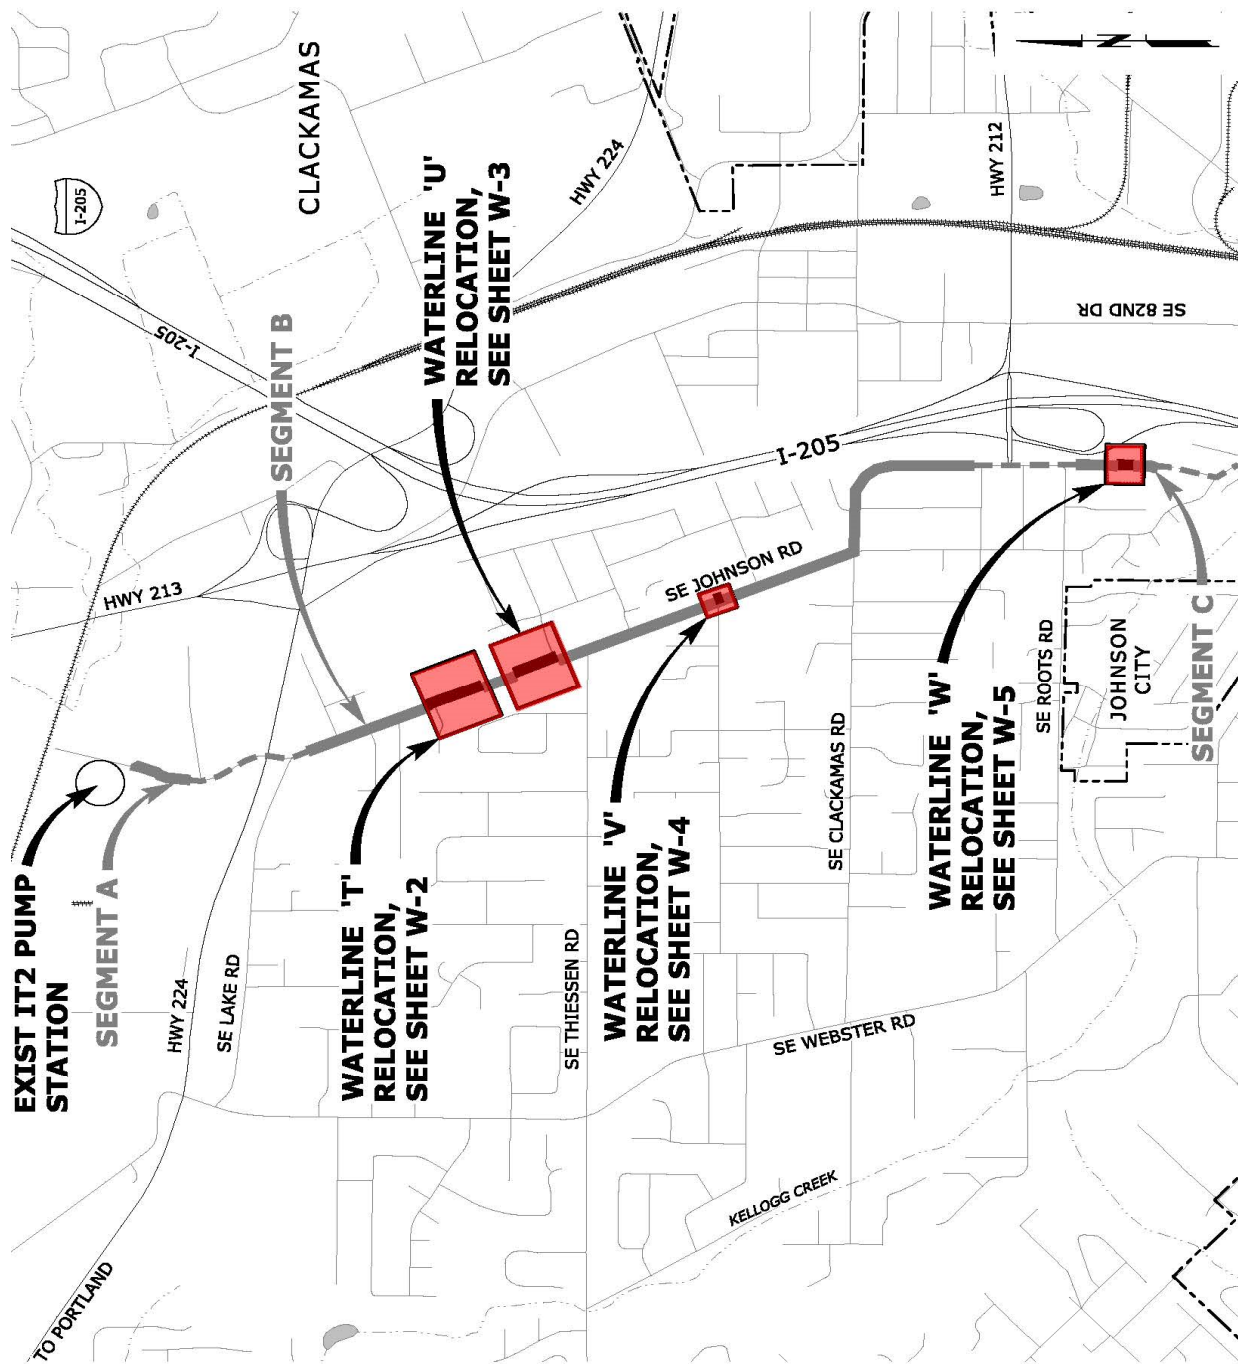 I-205
CLACKAMAS
N
HWY 224
HWY 212
I-205
SEGMENT B
WATERLINE 'U'
RELOCATION,
SEE SHEET W-3
SE 82ND DR
HWY 213
I-205
SE JOHNSON RD
EXIST IT2 PUMP
STATION
SEGMENT A
HWY 224
SE LAKE RD
WATERLINE 'T'
RELOCATION,
SEE SHEET W-2
SE THIESSEN RD
WATERLINE 'V'
RELOCATION,
SEE SHEET W-4
SE CLACKAMAS RD
WATERLINE 'W'
RELOCATION,
SEE SHEET W-5
SE ROOTS RD
JOHNSON
CITY
SEGMENT C
SE WEBSTER RD
KELLOGG CREEK
TO PORTLAND